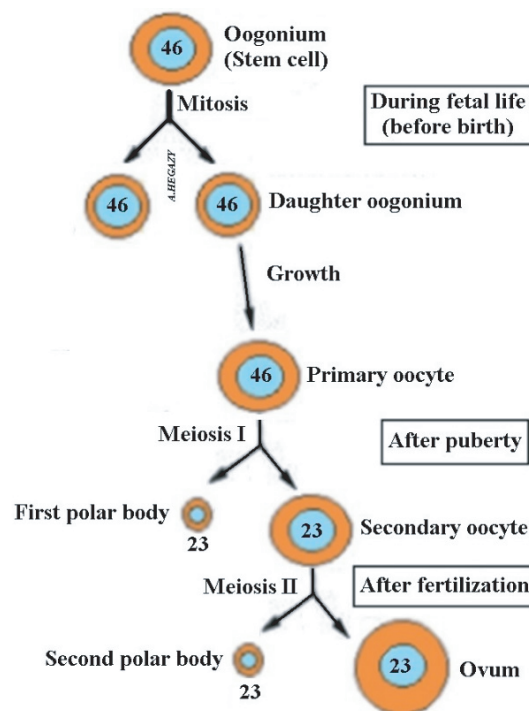 46
Oogonium
(Stem cell)
Mitosis
During fetal life
(before birth)
A.HEGAZY
46
46
Daughter oogonium
Growth
46
Primary oocyte
Meiosis I
After puberty
First polar body
23
23
Secondary oocyte
Meiosis II
After fertilization
Second polar body
23
23
Ovum